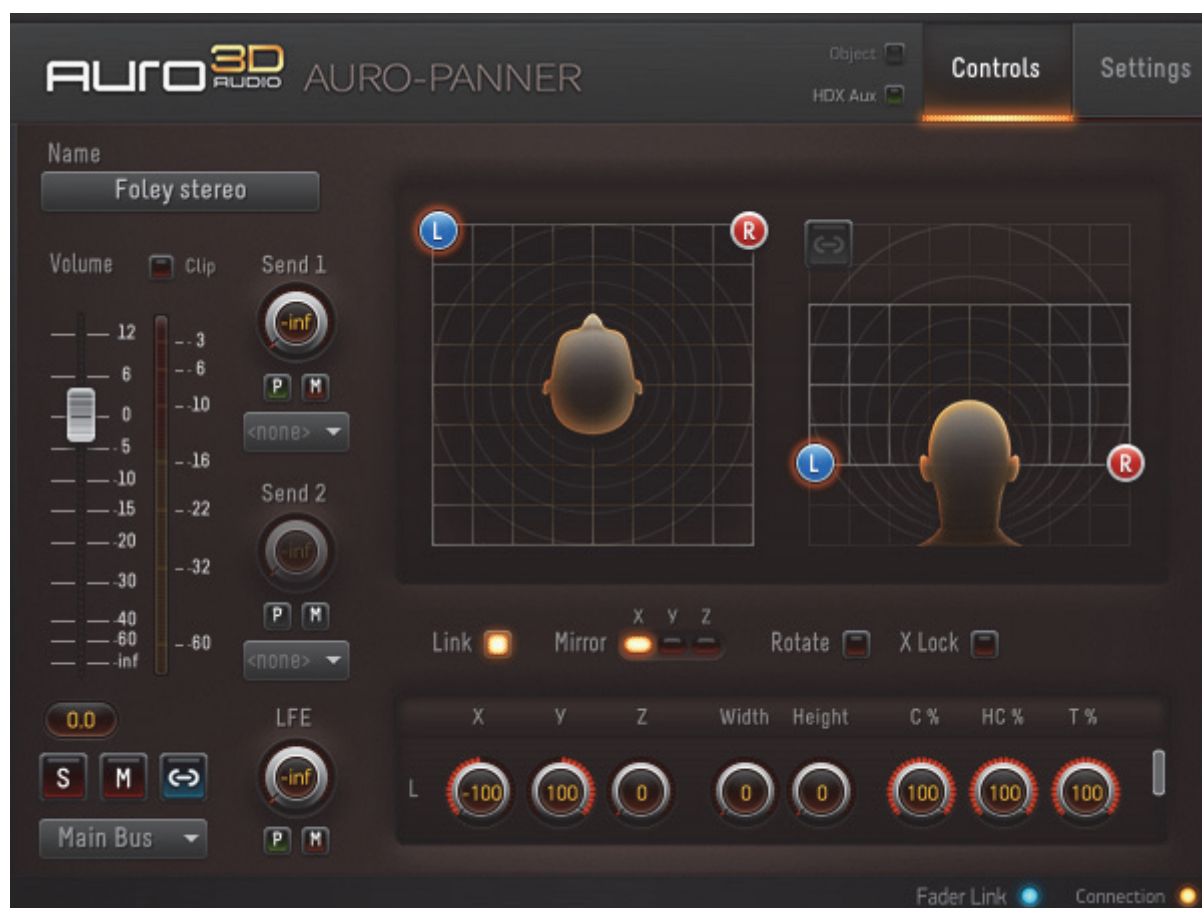 AURO 3D AUDIO AURO-PANNER
Object
HDX Aux
Controls
Settings
Name
Foley stereo
Volume
Clip
12
6
0
-5
-10
-15
-20
-30
-40
-60
-inf
-3
-6
-10
-16
-22
-32
-60
0.0
S M
Main Bus
Send 1
-inf
P M
<none>
Send 2
-inf
P M
<none>
LFE
-inf
P M
L R
L R
Link
Mirror
X Y Z
Rotate
X Lock
X Y Z Width Height C % HC % T %
L -100 100 0 0 0 100 100 100
Fader Link
Connection